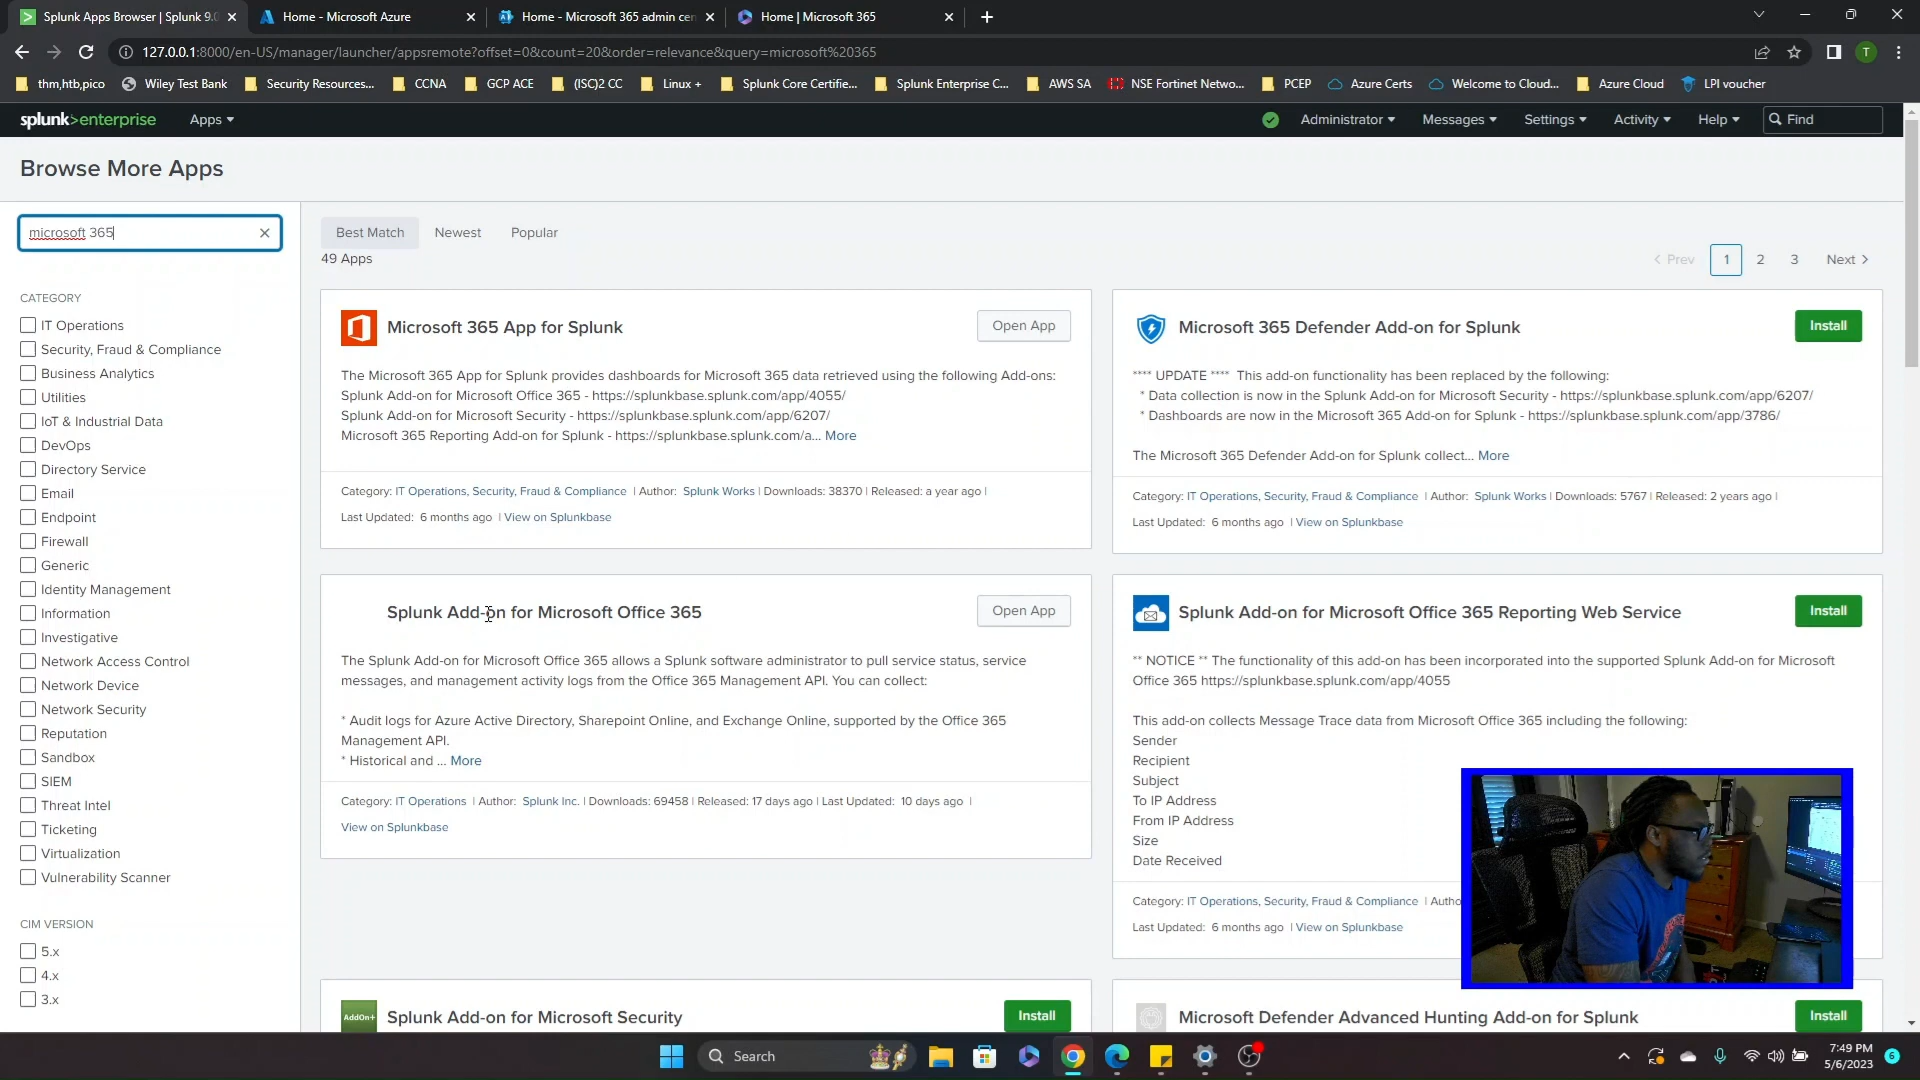 Splunk Apps Browser | Splunk 9.0
Home - Microsoft Azure
Home - Microsoft 365 admin cen
Home | Microsoft 365
127.0.0.1:8000/en-US/manager/launcher/appsremote?offset=0&count=20&order=relevance&query=microsoft%20365
T
thm,htb,pico
Wiley Test Bank
Security Resources...
CCNA
GCP ACE
(ISC)2 CC
Linux +
Splunk Core Certifie...
Splunk Enterprise C...
AWS SA
NSE Fortinet Netwo...
PCEP
Azure Certs
Welcome to Cloud...
Azure Cloud
LPI voucher
splunk>enterprise
Apps
Administrator
Messages
Settings
Activity
Help
Find
Browse More Apps
microsoft 365
Best Match
Newest
Popular
49 Apps
< Prev
1
2
3
Next >
CATEGORY
IT Operations
Security, Fraud & Compliance
Business Analytics
Utilities
IoT & Industrial Data
DevOps
Directory Service
Email
Endpoint
Firewall
Generic
Identity Management
Information
Investigative
Network Access Control
Network Device
Network Security
Reputation
Sandbox
SIEM
Threat Intel
Ticketing
Virtualization
Vulnerability Scanner
CIM VERSION
5.x
4.x
3.x
Microsoft 365 App for Splunk
Open App
The Microsoft 365 App for Splunk provides dashboards for Microsoft 365 data retrieved using the following Add-ons:
Splunk Add-on for Microsoft Office 365 - https://splunkbase.splunk.com/app/4055/
Splunk Add-on for Microsoft Security - https://splunkbase.splunk.com/app/6207/
Microsoft 365 Reporting Add-on for Splunk - https://splunkbase.splunk.com/a... More
Category: IT Operations, Security, Fraud & Compliance | Author: Splunk Works | Downloads: 38370 | Released: a year ago |
Last Updated: 6 months ago | View on Splunkbase
Microsoft 365 Defender Add-on for Splunk
Install
**** UPDATE **** This add-on functionality has been replaced by the following:
* Data collection is now in the Splunk Add-on for Microsoft Security - https://splunkbase.splunk.com/app/6207/
* Dashboards are now in the Microsoft 365 Add-on for Splunk - https://splunkbase.splunk.com/app/3786/
The Microsoft 365 Defender Add-on for Splunk collect... More
Category: IT Operations, Security, Fraud & Compliance | Author: Splunk Works | Downloads: 5767 | Released: 2 years ago |
Last Updated: 6 months ago | View on Splunkbase
Splunk Add-on for Microsoft Office 365
Open App
The Splunk Add-on for Microsoft Office 365 allows a Splunk software administrator to pull service status, service
messages, and management activity logs from the Office 365 Management API. You can collect:
* Audit logs for Azure Active Directory, Sharepoint Online, and Exchange Online, supported by the Office 365
Management API.
* Historical and ... More
Category: IT Operations | Author: Splunk Inc. | Downloads: 69458 | Released: 17 days ago | Last Updated: 10 days ago |
View on Splunkbase
Splunk Add-on for Microsoft Office 365 Reporting Web Service
Install
** NOTICE ** The functionality of this add-on has been incorporated into the supported Splunk Add-on for Microsoft
Office 365 https://splunkbase.splunk.com/app/4055
This add-on collects Message Trace data from Microsoft Office 365 including the following:
Sender
Recipient
Subject
To IP Address
From IP Address
Size
Date Received
Category: IT Operations, Security, Fraud & Compliance | Autho
Last Updated: 6 months ago | View on Splunkbase
AddOn+
Splunk Add-on for Microsoft Security
Install
Microsoft Defender Advanced Hunting Add-on for Splunk
Install
Search
7:49 PM
5/6/2023
6